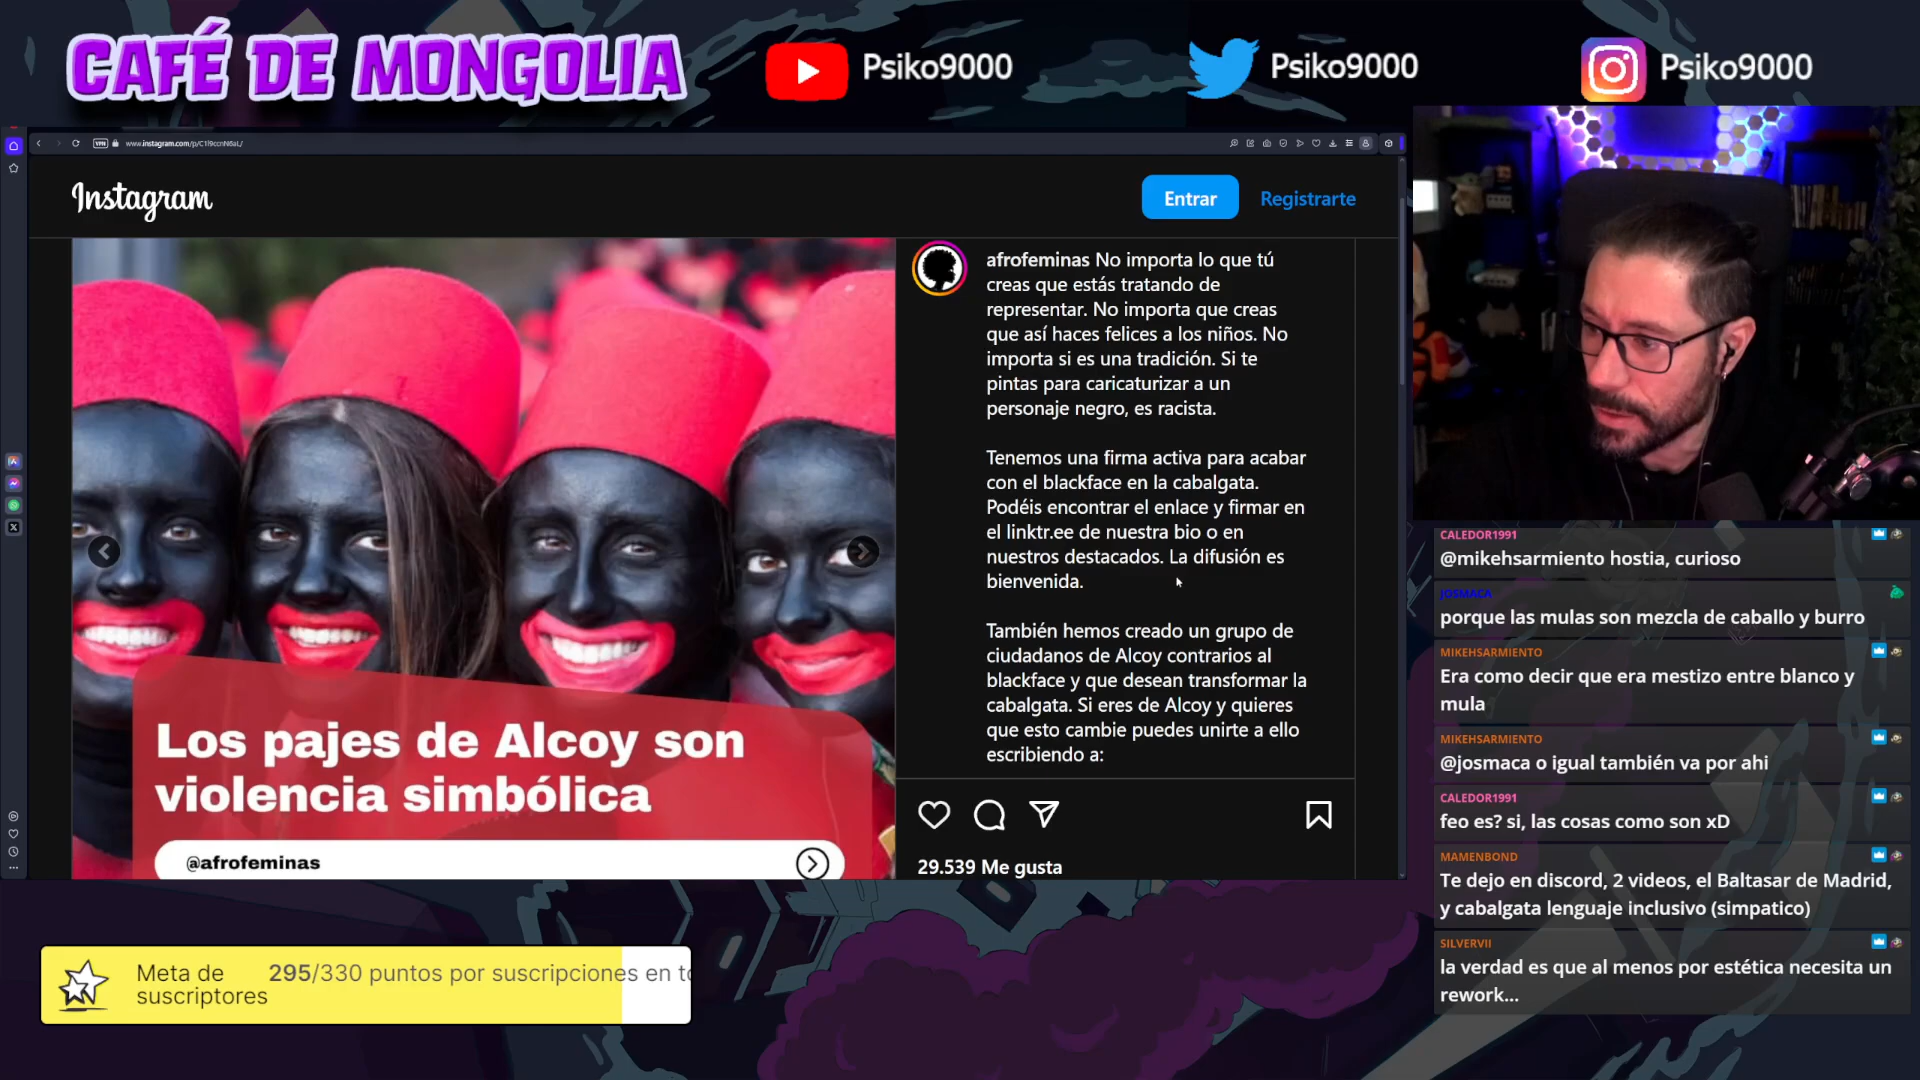 CAFÉ DE MONGOLIA
Psiko9000
Psiko9000
Psiko9000
VPN
www.instagram.com/p/C1l9ccnN6aL/
Instagram
Entrar
Registrarte
afrofeminas No importa lo que tú
creas que estás tratando de
representar. No importa que creas
que así haces felices a los niños. No
importa si es una tradición. Si te
pintas para caricaturizar a un
personaje negro, es racista.
Tenemos una firma activa para acabar
con el blackface en la cabalgata.
Podéis encontrar el enlace y firmar en
el linktr.ee de nuestra bio o en
nuestros destacados. La difusión es
bienvenida.
También hemos creado un grupo de
ciudadanos de Alcoy contrarios al
blackface y que desean transformar la
cabalgata. Si eres de Alcoy y quieres
que esto cambie puedes unirte a ello
escribiendo a:
29.539 Me gusta
Los pajes de Alcoy son
violencia simbólica
@afrofeminas
CALEDOR1991
@mikehsarmiento hostia, curioso
JOSMACA
porque las mulas son mezcla de caballo y burro
MIKEHSARMIENTO
Era como decir que era mestizo entre blanco y
mula
MIKEHSARMIENTO
@josmaca o igual también va por ahi
CALEDOR1991
feo es? si, las cosas como son xD
MAMENBOND
Te dejo en discord, 2 videos, el Baltasar de Madrid,
y cabalgata lenguaje inclusivo (simpatico)
SILVERVII
la verdad es que al menos por estética necesita un
rework...
Meta de
suscriptores
295/330 puntos por suscripciones en to